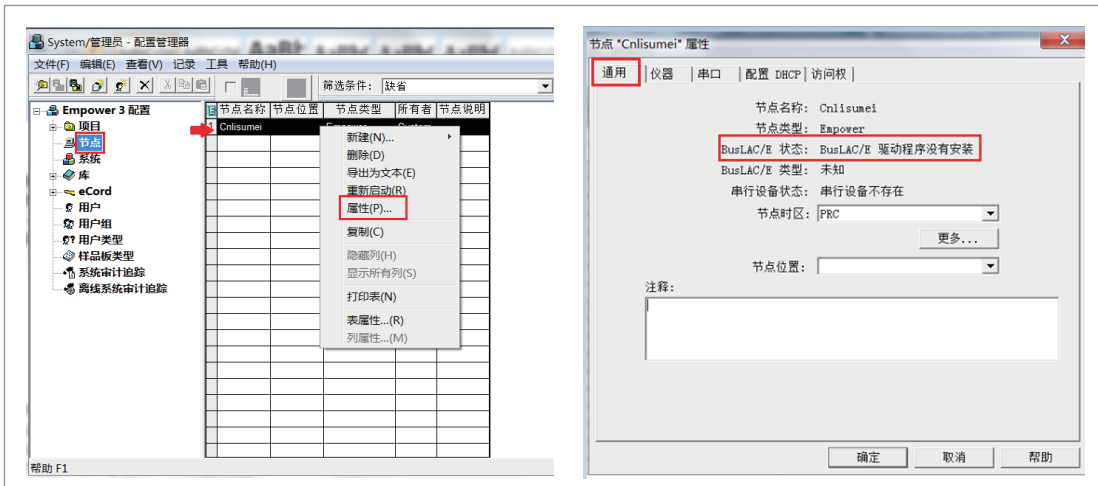 System/管理员 - 配置管理器
文件(F) 编辑(E) 查看(V) 记录 工具 帮助(H)
筛选条件: 缺省
Empower 3 配置
项目
节点
系统
库
eCord
用户
用户组
用户类型
样品板类型
系统审计追踪
离线系统审计追踪
节点名称 节点位置 节点类型 所有者 节点说明
1 Cnlisumei Empower System
新建(N)...
删除(D)
导出为文本(E)
重新启动(R)
属性(P)...
复制(C)
隐藏列(H)
显示所有列(S)
打印表(N)
表属性...(R)
列属性...(M)
帮助 F1
节点 "Cnlisumei" 属性
通用 仪器 串口 配置 DHCP 访问权
节点名称: Cnlisumei
节点类型: Empower
BusLAC/E 状态: BusLAC/E 驱动程序没有安装
BusLAC/E 类型: 未知
串行设备状态: 串行设备不存在
节点时区: PRC
更多...
节点位置:
注释:
确定 取消 帮助